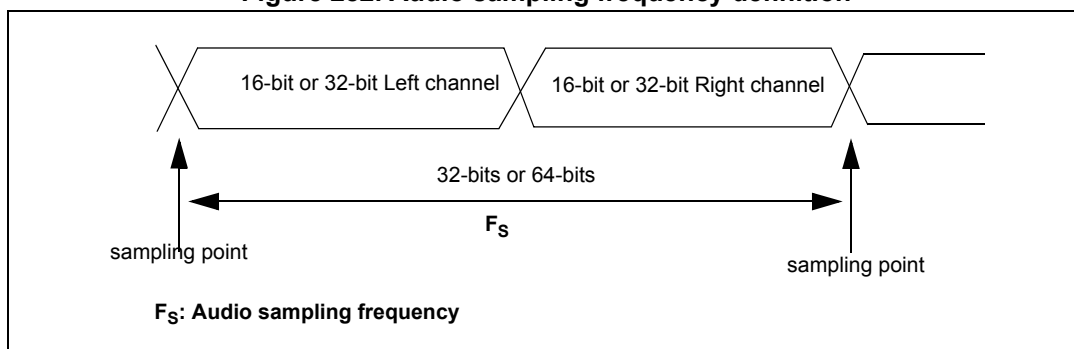 Figure Audio sampling frequency definition
16-bit or 32-bit Left channel 16-bit or 32-bit Right channel
32-bits or 64-bits
FS
sampling point
sampling point
FS: Audio sampling frequency